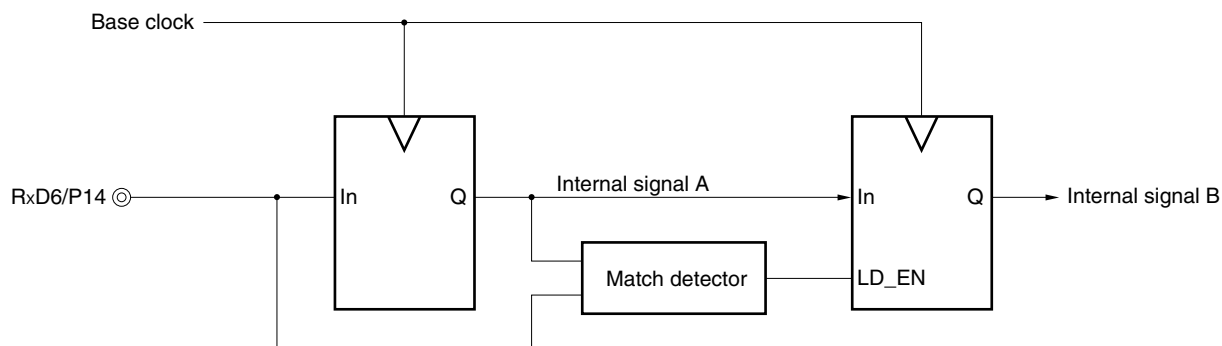 Base clock
RxD6/P14
In
Q
Internal signal A
In
Q
Internal signal B
Match detector
LD_EN